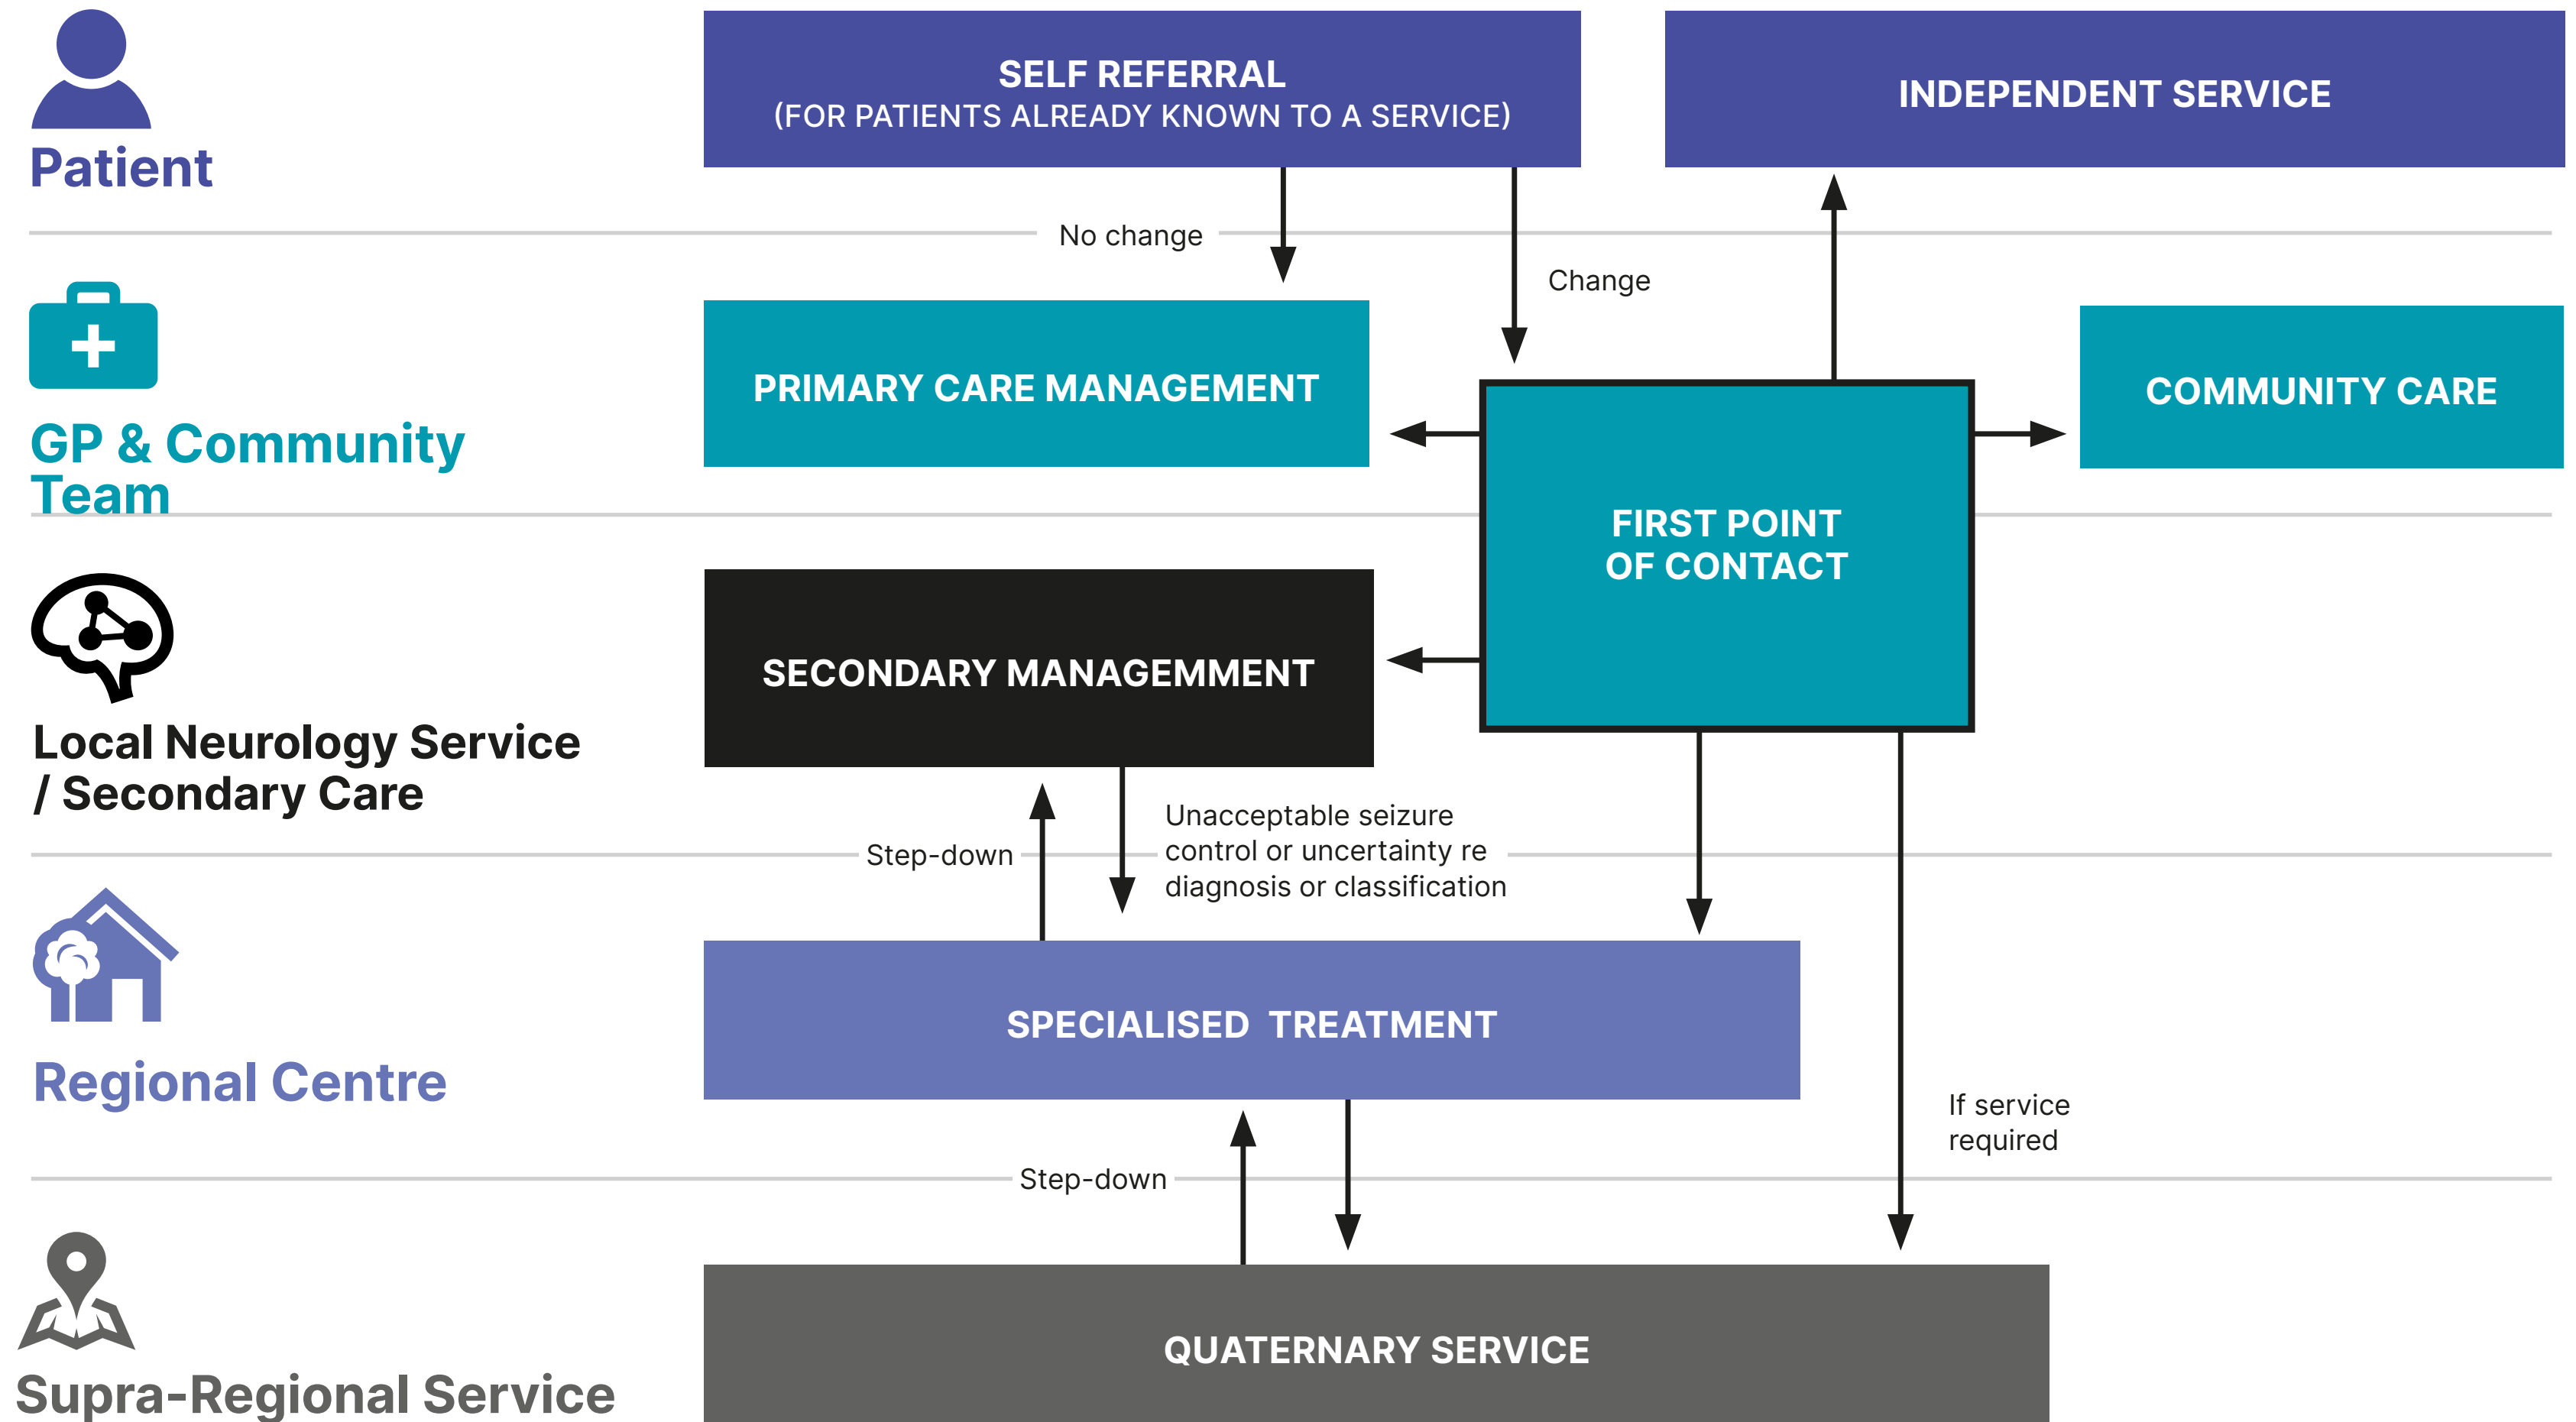 SELF REFERRAL
(FOR PATIENTS ALREADY KNOWN TO A SERVICE)
INDEPENDENT SERVICE
Patient
No change
Change
PRIMARY CARE MANAGEMENT
COMMUNITY CARE
GP & Community
Team
FIRST POINT
OF CONTACT
SECONDARY MANAGEMMENT
Local Neurology Service
/ Secondary Care
Step-down
Unacceptable seizure
control or uncertainty re
diagnosis or classification
SPECIALISED TREATMENT
Regional Centre
If service
required
Step-down
QUATERNARY SERVICE
Supra-Regional Service